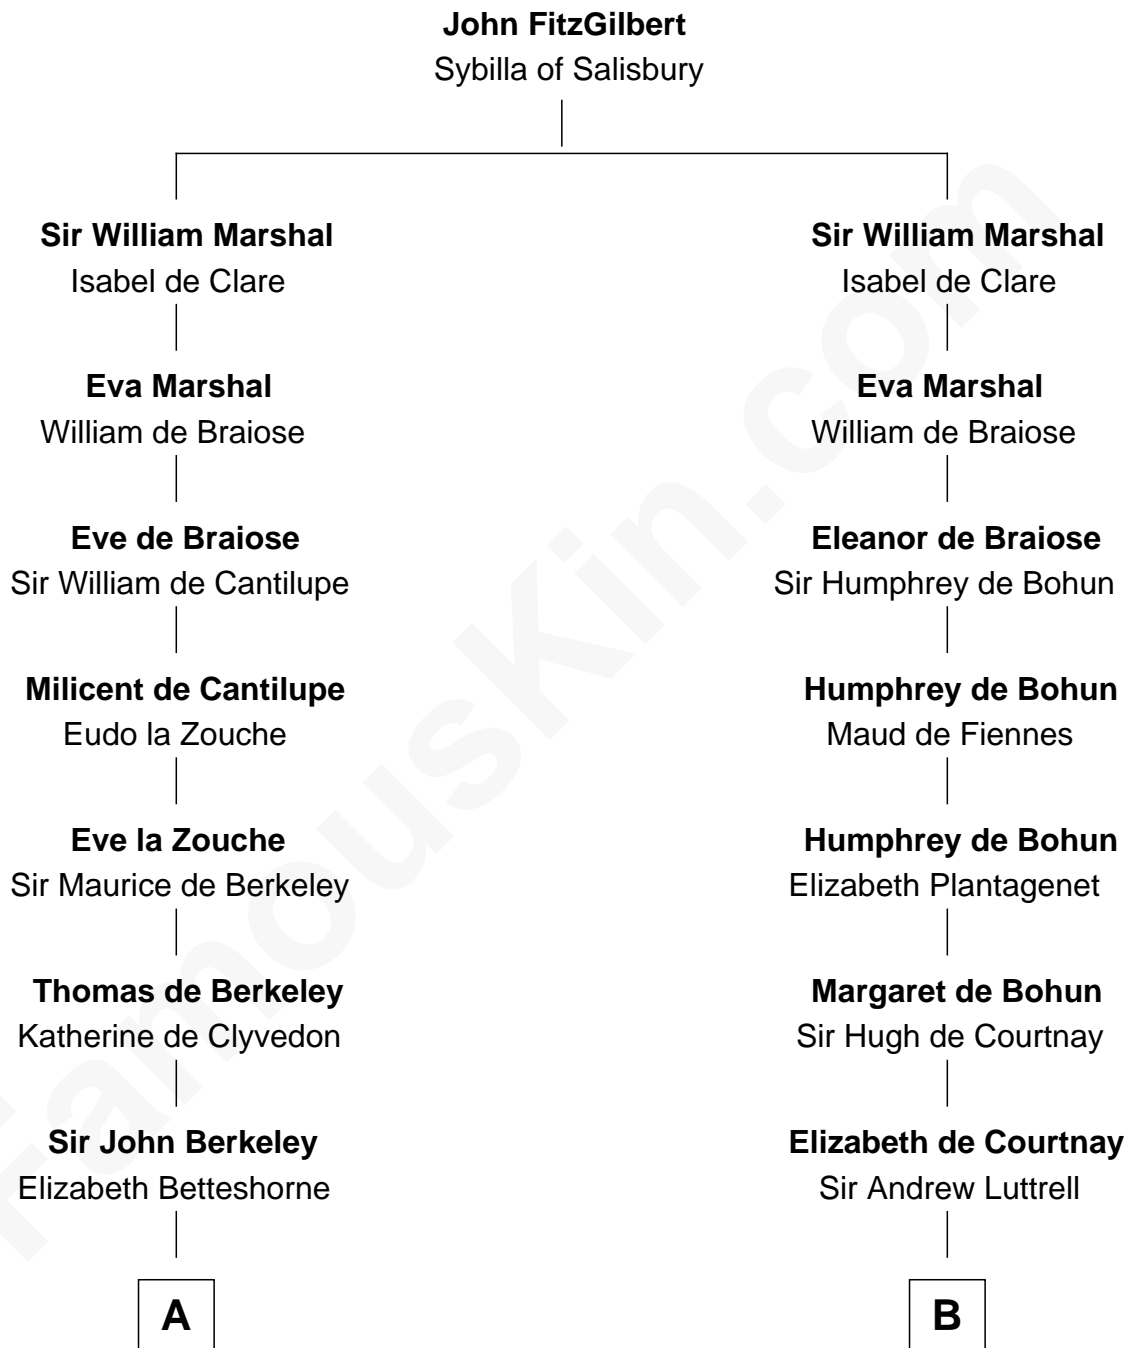 John FitzGilbert
Sybilla of Salisbury
Sir William Marshal
Isabel de Clare
Eva Marshal
William de Braiose
Eve de Braiose
Sir William de Cantilupe
Milicent de Cantilupe
Eudo la Zouche
Eve la Zouche
Sir Maurice de Berkeley
Thomas de Berkeley
Katherine de Clyvedon
Sir John Berkeley
Elizabeth Betteshorne
A
Sir William Marshal
Isabel de Clare
Eva Marshal
William de Braiose
Eleanor de Braiose
Sir Humphrey de Bohun
Humphrey de Bohun
Maud de Fiennes
Humphrey de Bohun
Elizabeth Plantagenet
Margaret de Bohun
Sir Hugh de Courtnay
Elizabeth de Courtnay
Sir Andrew Luttrell
B
FamousKin.com